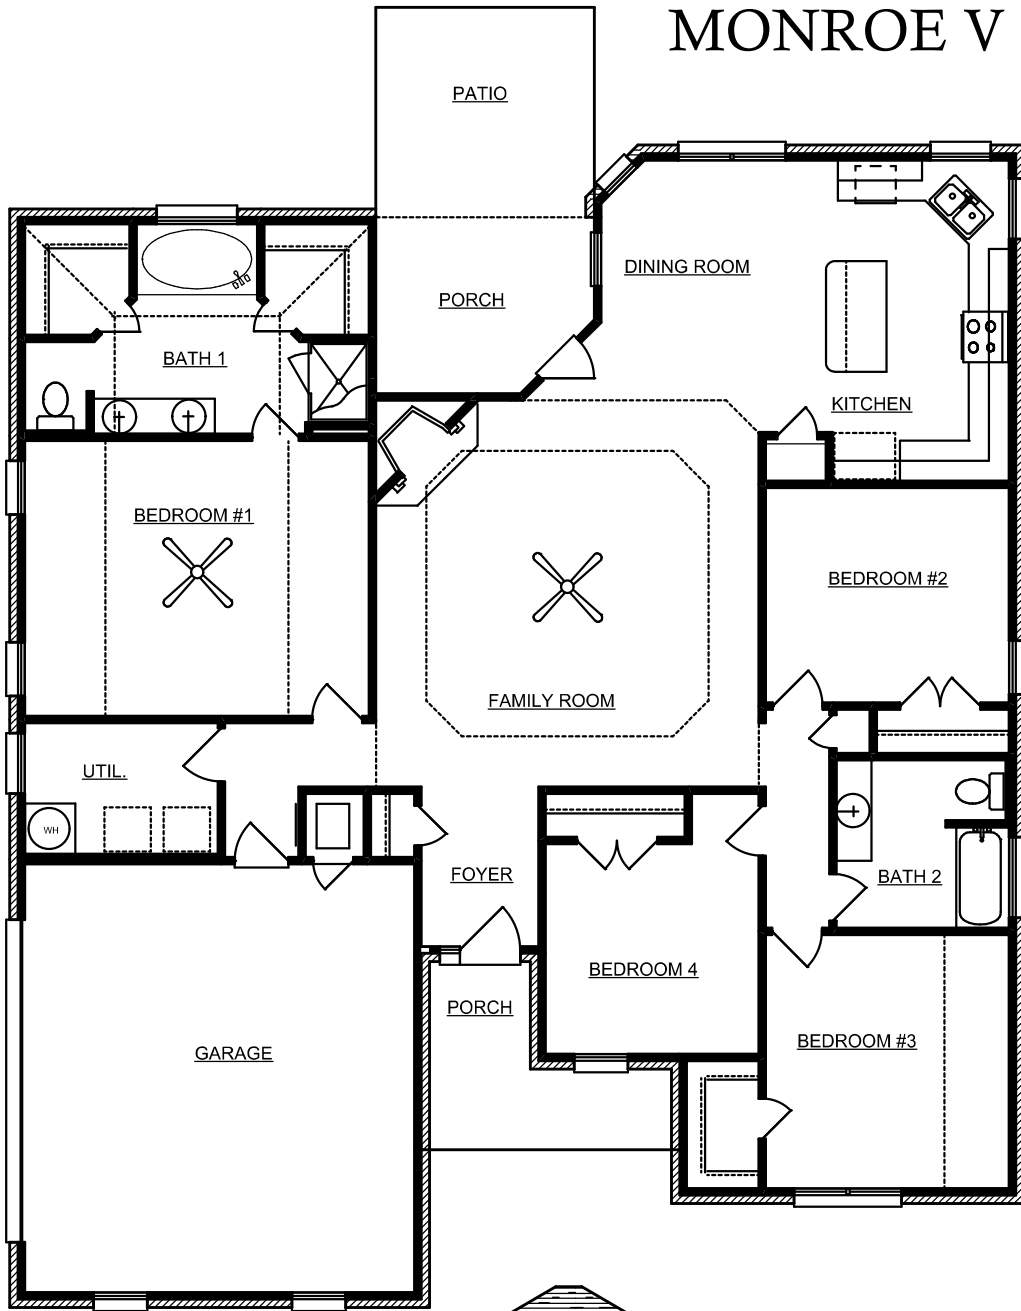 MONROE V
PATIO
DINING ROOM
PORCH
BATH 1
KITCHEN
BEDROOM #1
BEDROOM #2
FAMILY ROOM
UTIL.
WH
FOYER
BATH 2
BEDROOM 4
PORCH
BEDROOM #3
GARAGE